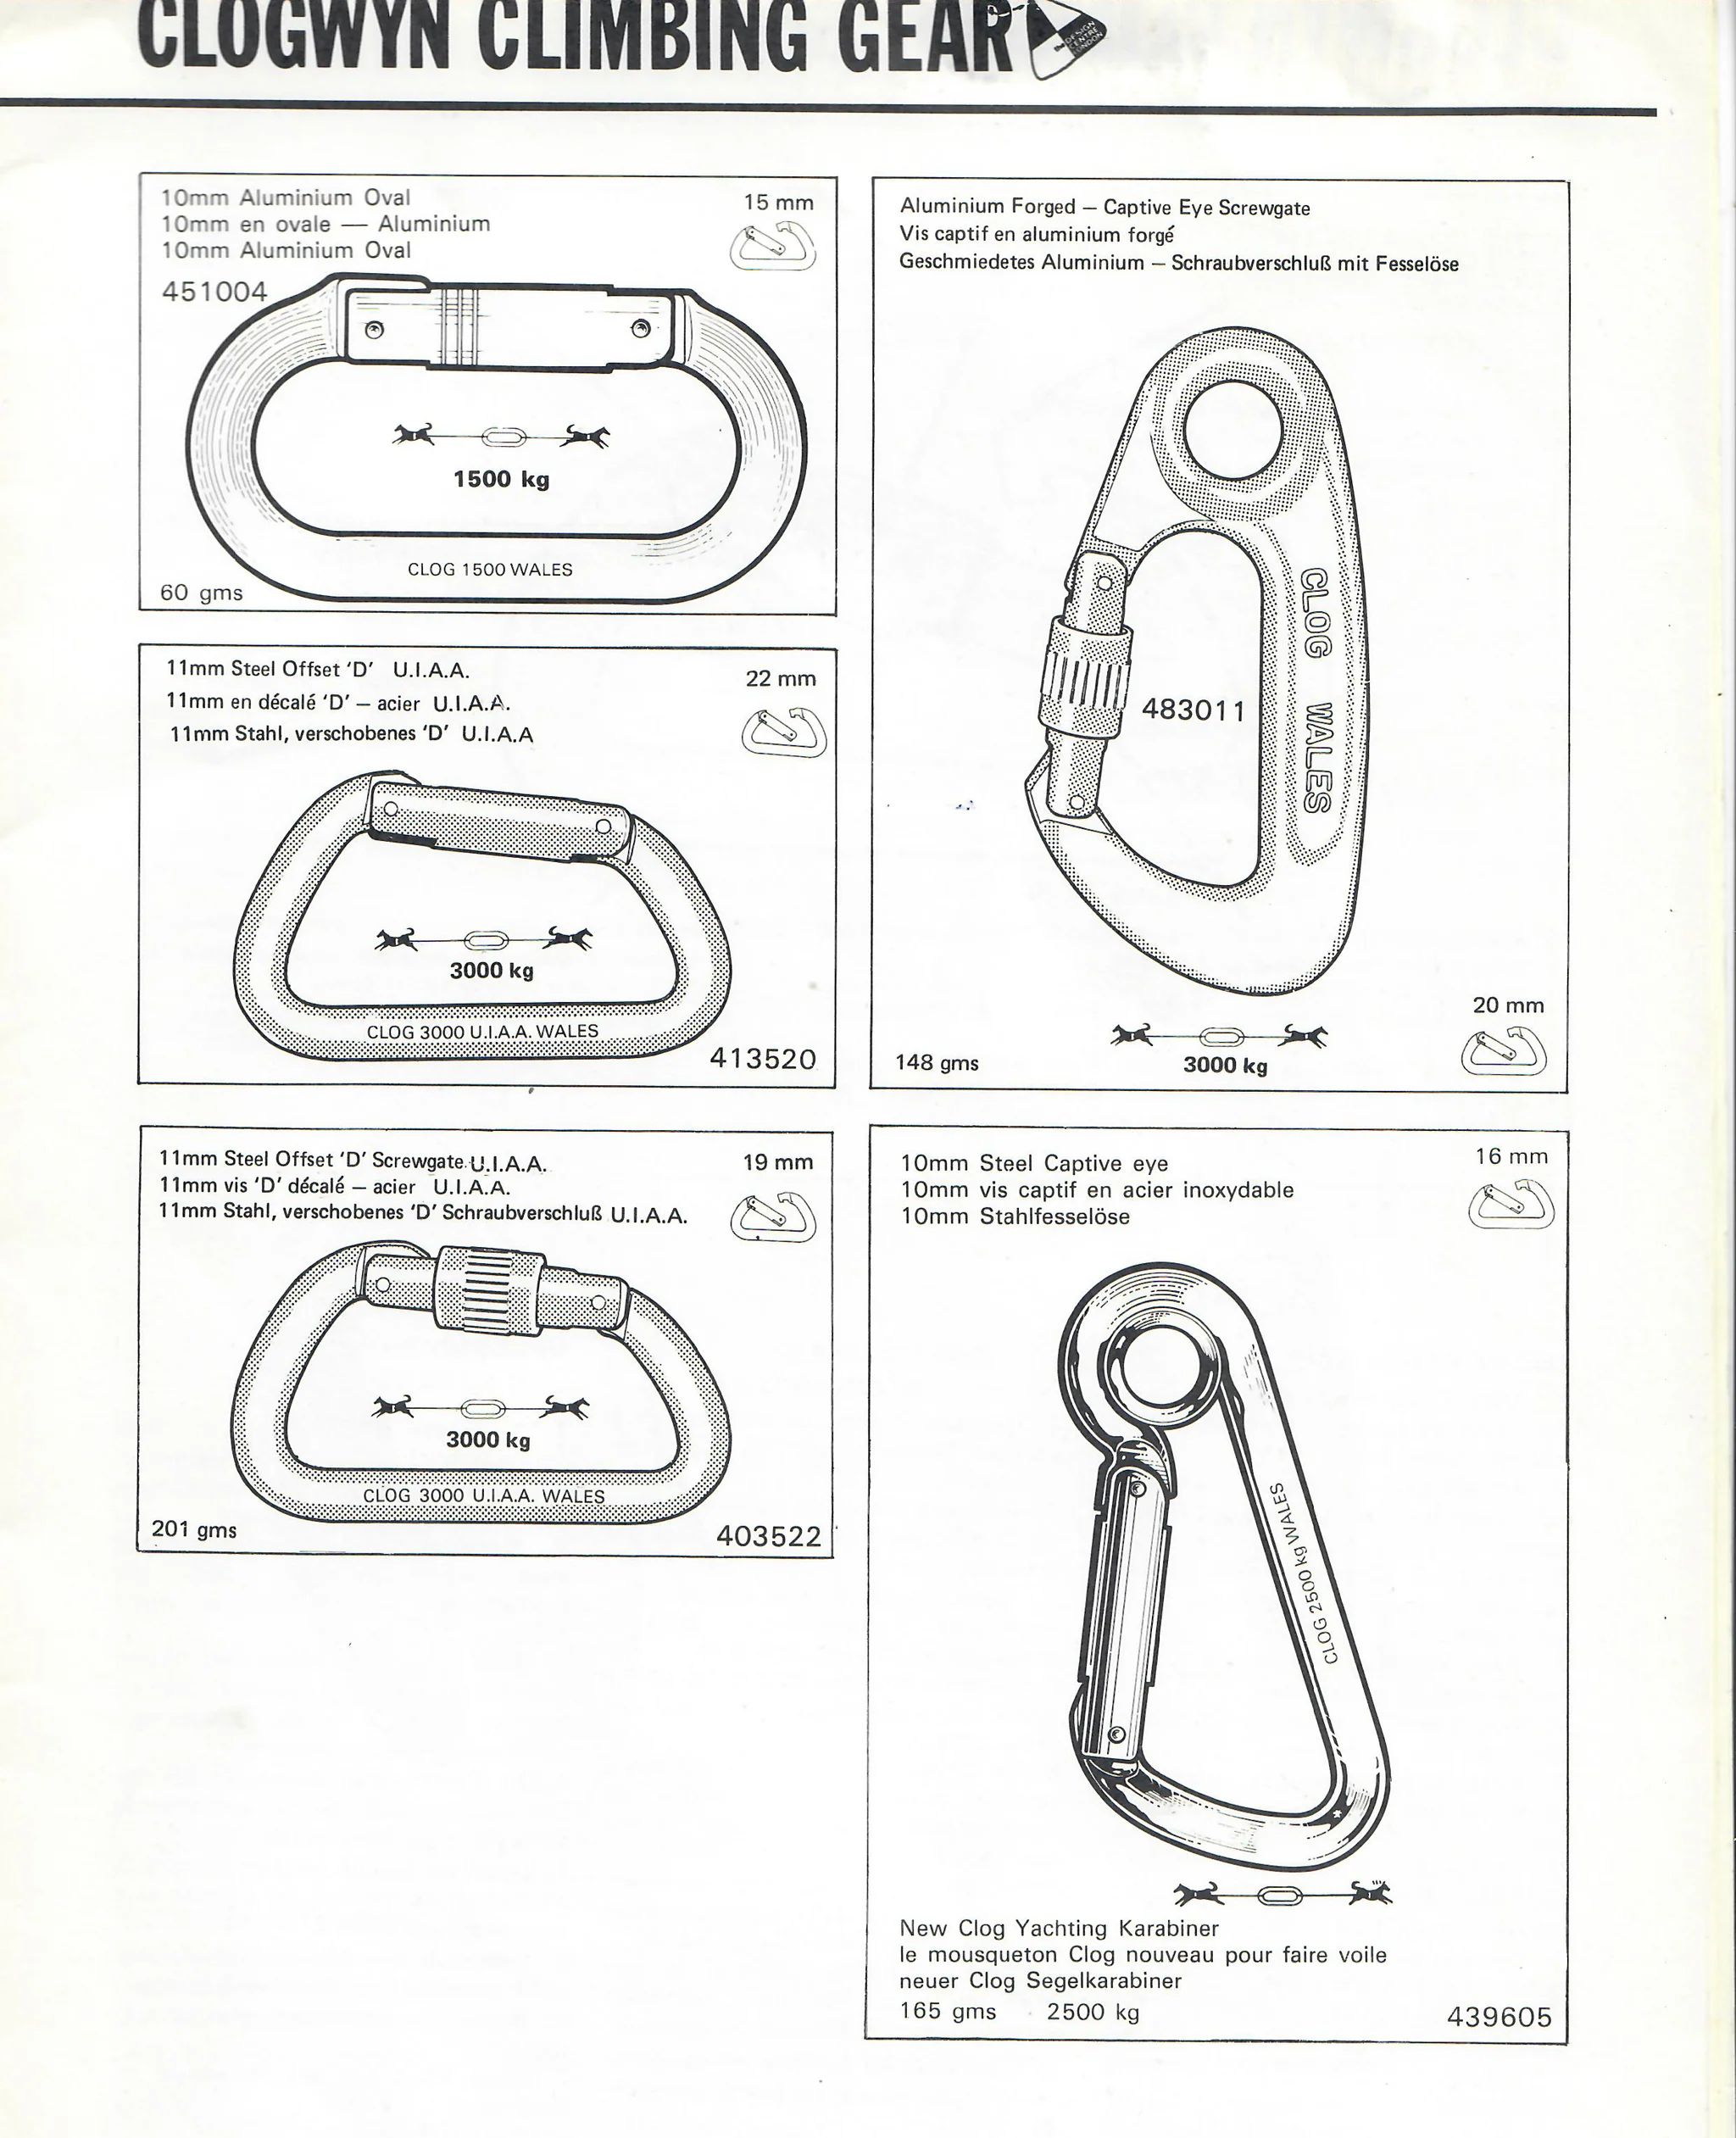 CLOGWYN CLIMBING GEAR
the DESIGN
CENTRE
LONDON
10mm Aluminium Oval
10mm en ovale — Aluminium
10mm Aluminium Oval
451004
15 mm
1500 kg
CLOG 1500 WALES
60 gms
11mm Steel Offset ‘D’ U.I.A.A.
11mm en décalé ‘D’ – acier U.I.A.A.
11mm Stahl, verschobenes ‘D’ U.I.A.A
22 mm
3000 kg
CLOG 3000 U.I.A.A. WALES
413520
11mm Steel Offset ‘D’ Screwgate U.I.A.A.
11mm vis ‘D’ décalé – acier U.I.A.A.
11mm Stahl, verschobenes ‘D’ Schraubverschluß U.I.A.A.
19 mm
3000 kg
CLOG 3000 U.I.A.A. WALES
201 gms
403522
Aluminium Forged – Captive Eye Screwgate
Vis captif en aluminium forgé
Geschmiedetes Aluminium – Schraubverschluß mit Fesselöse
CLOG WALES
483011
148 gms
3000 kg
20 mm
10mm Steel Captive eye
10mm vis captif en acier inoxydable
10mm Stahlfesselöse
16 mm
CLOG 2500 kg WALES
New Clog Yachting Karabiner
le mousqueton Clog nouveau pour faire voile
neuer Clog Segelkarabiner
165 gms 2500 kg
439605